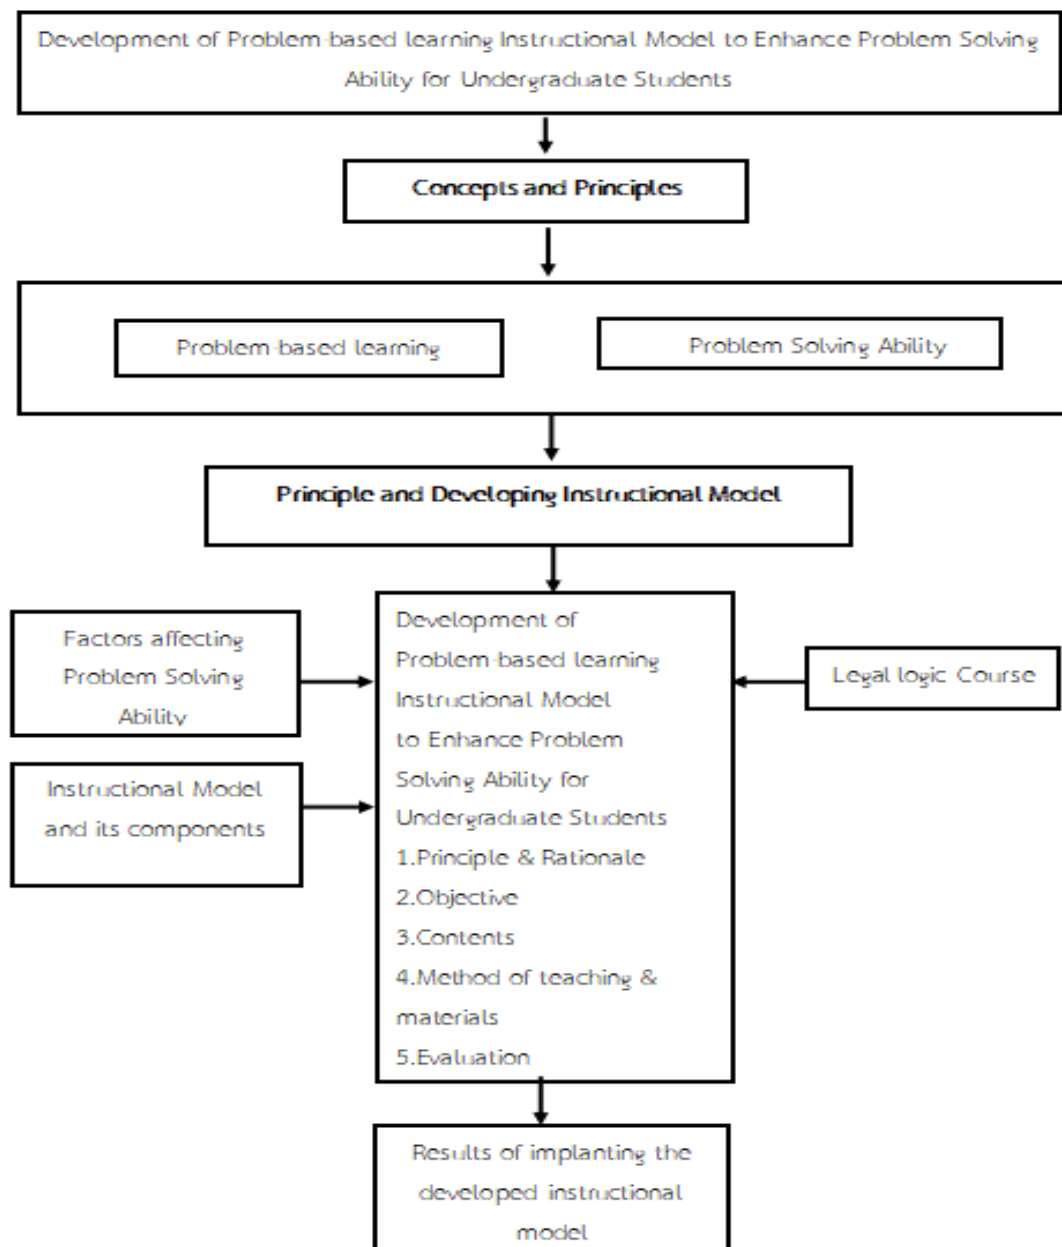 Development of Problem-based learning Instructional Model to Enhance Problem Solving
Ability for Undergraduate Students
Concepts and Principles
Problem-based learning
Problem Solving Ability
Principle and Developing Instructional Model
Factors affecting
Problem Solving
Ability
Instructional Model
and its components
Development of
Problem-based learning
Instructional Model
to Enhance Problem
Solving Ability for
Undergraduate Students
1.Principle & Rationale
2.Objective
3.Contents
4.Method of teaching &
materials
5.Evaluation
Legal logic Course
Results of implanting the
developed instructional
model